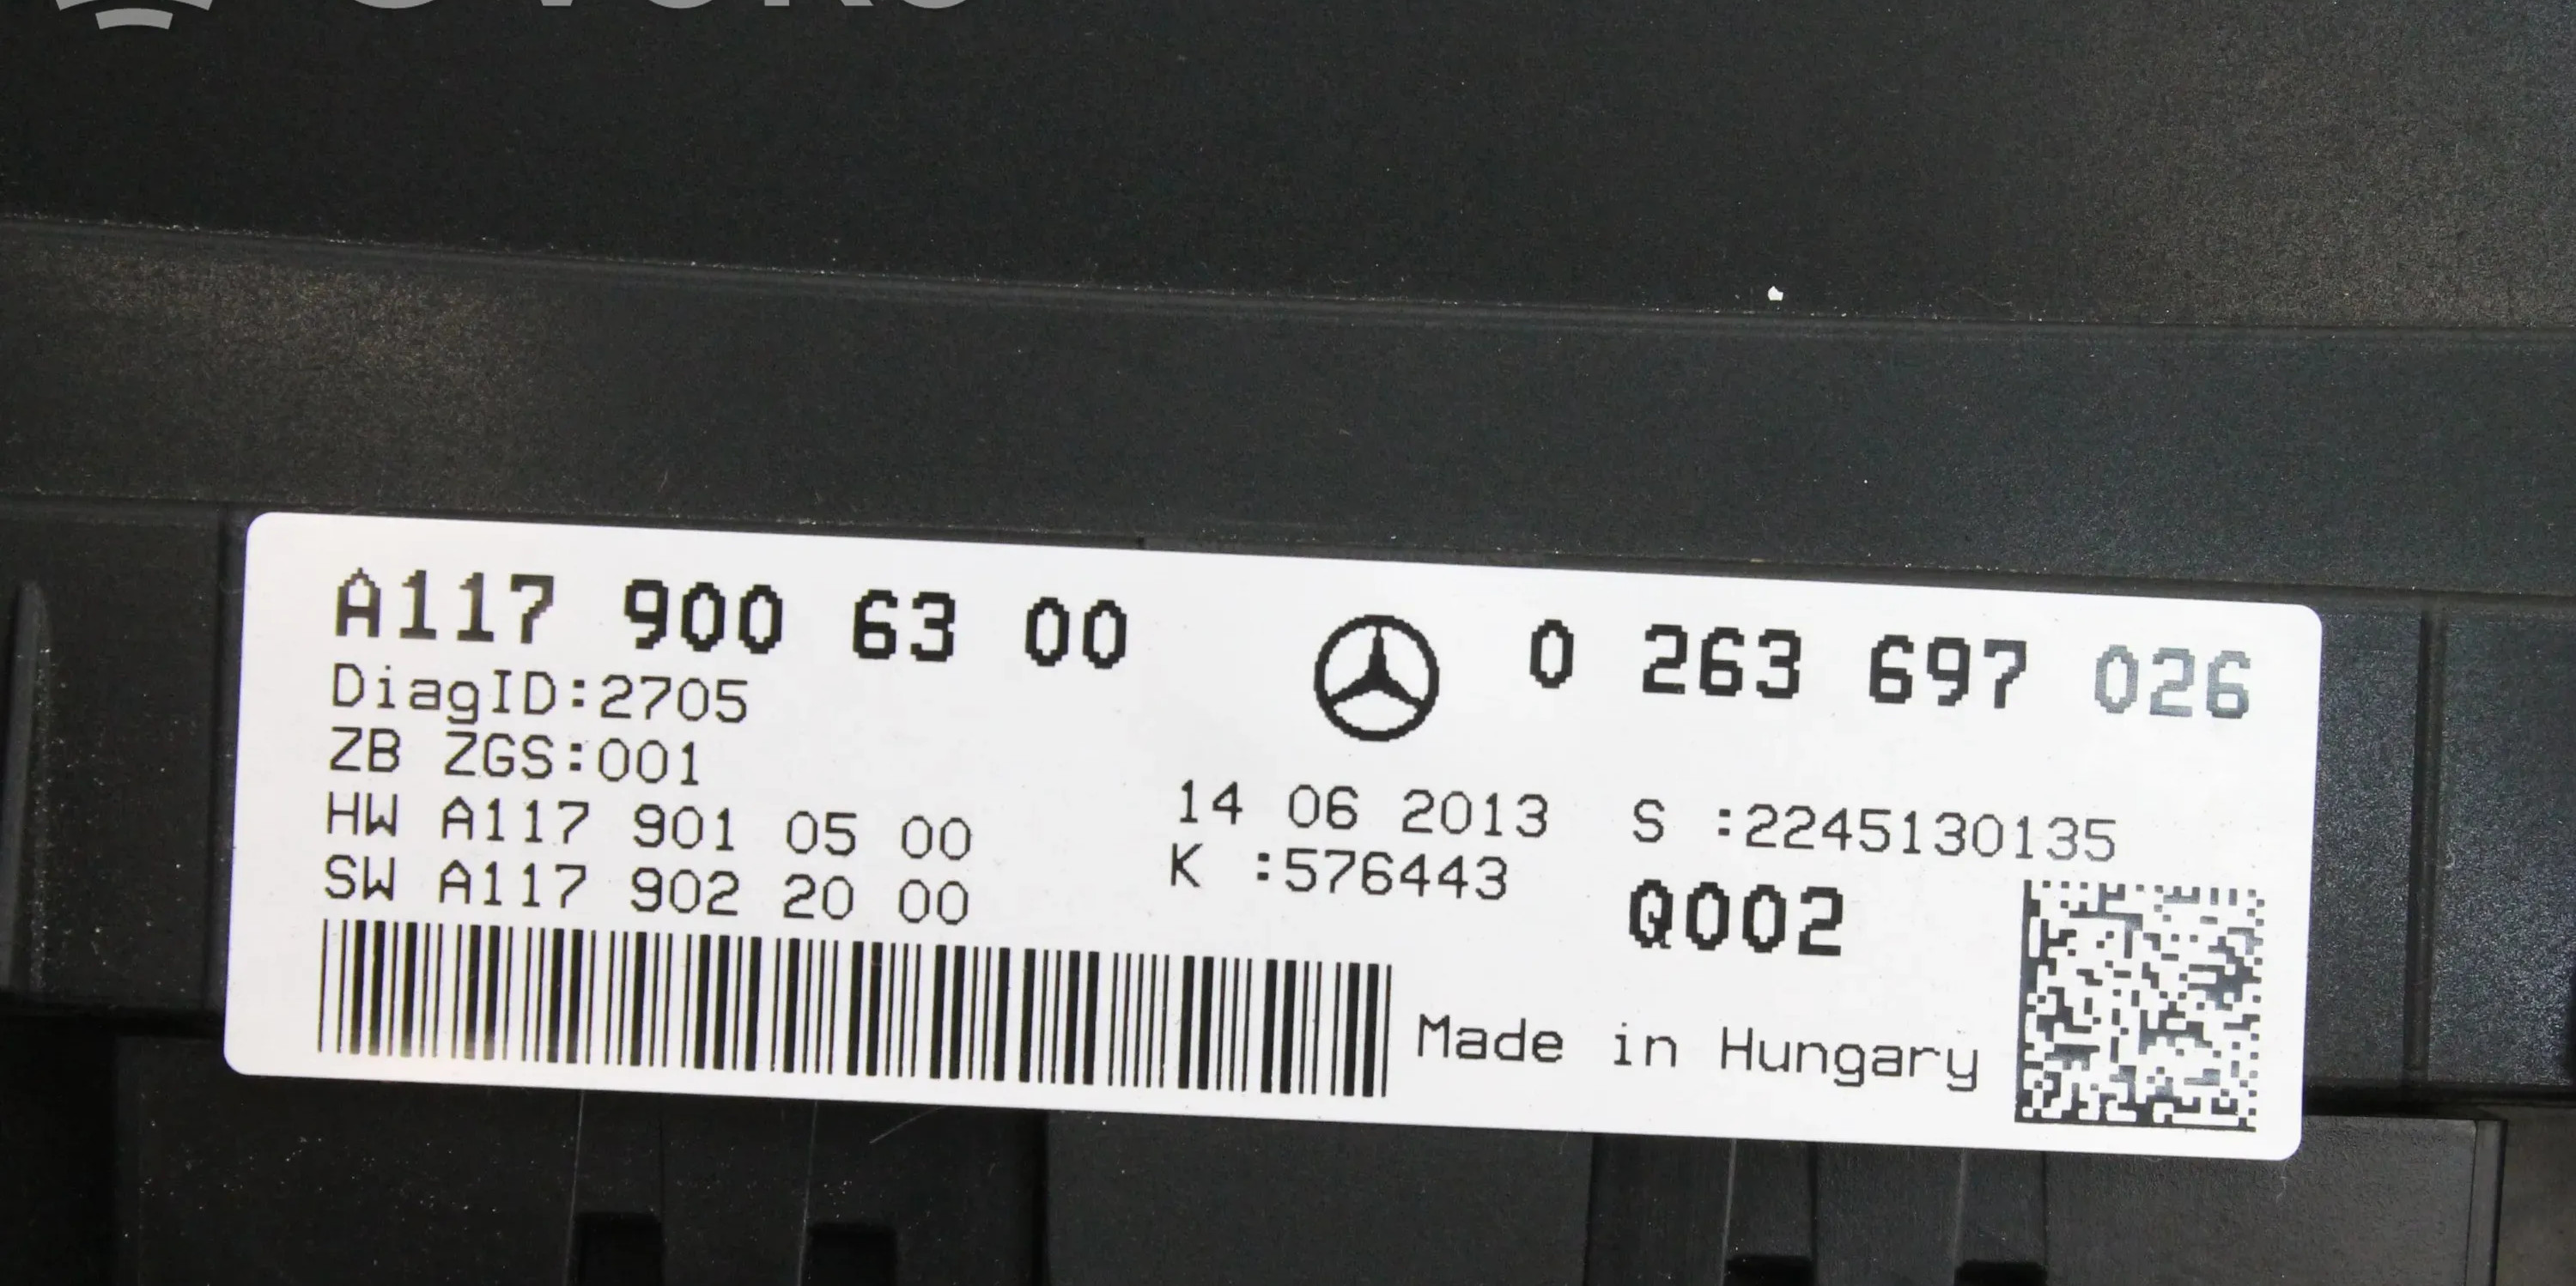 A117 900 63 00
0 263 697 026
DiagID:2705
ZB ZGS:001
HW A117 901 05 00
14 06 2013 S :2245130135
SW A117 902 20 00
K :576443
Q002
Made in Hungary